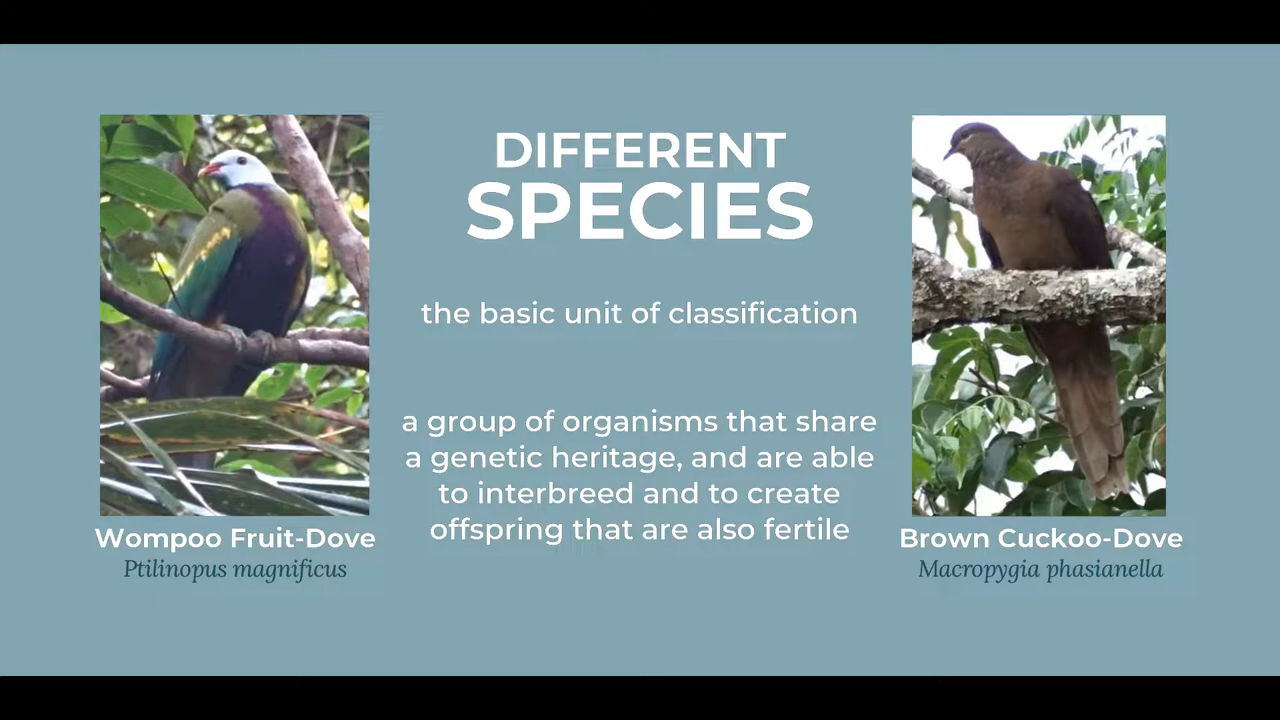 DIFFERENT
SPECIES
the basic unit of classification
a group of organisms that share
a genetic heritage, and are able
to interbreed and to create
offspring that are also fertile
Wompoo Fruit-Dove
Ptilinopus magnificus
Brown Cuckoo-Dove
Macropygia phasianella